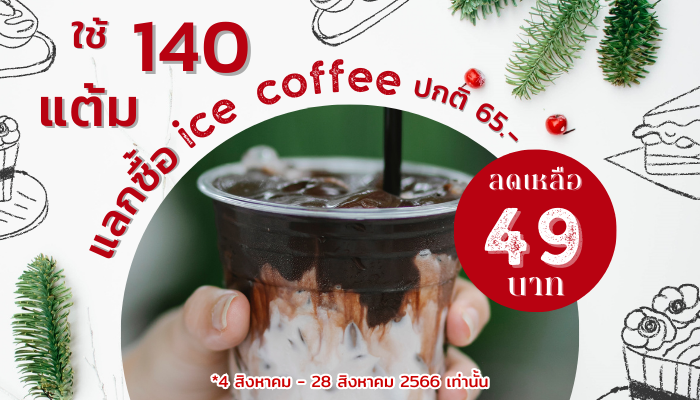 ใช้ 140
แต้ม
แลกซื้อ ice coffee ปกติ 65.-
ลดเหลือ
49
บาท
*4 สิงหาคม - 28 สิงหาคม 2566 เท่านั้น